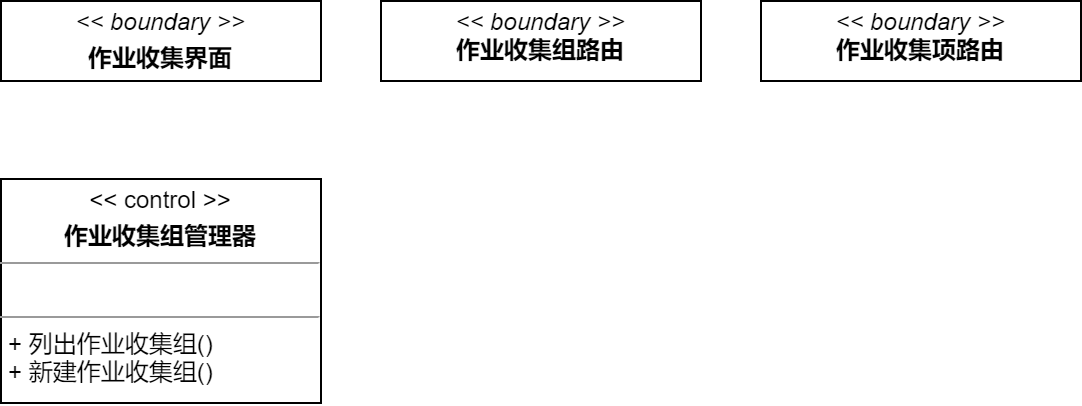 << boundary >>
作业收集界面
<< boundary >>
作业收集组路由
<< boundary >>
作业收集项路由
<< control >>
作业收集组管理器
+ 列出作业收集组()
+ 新建作业收集组()